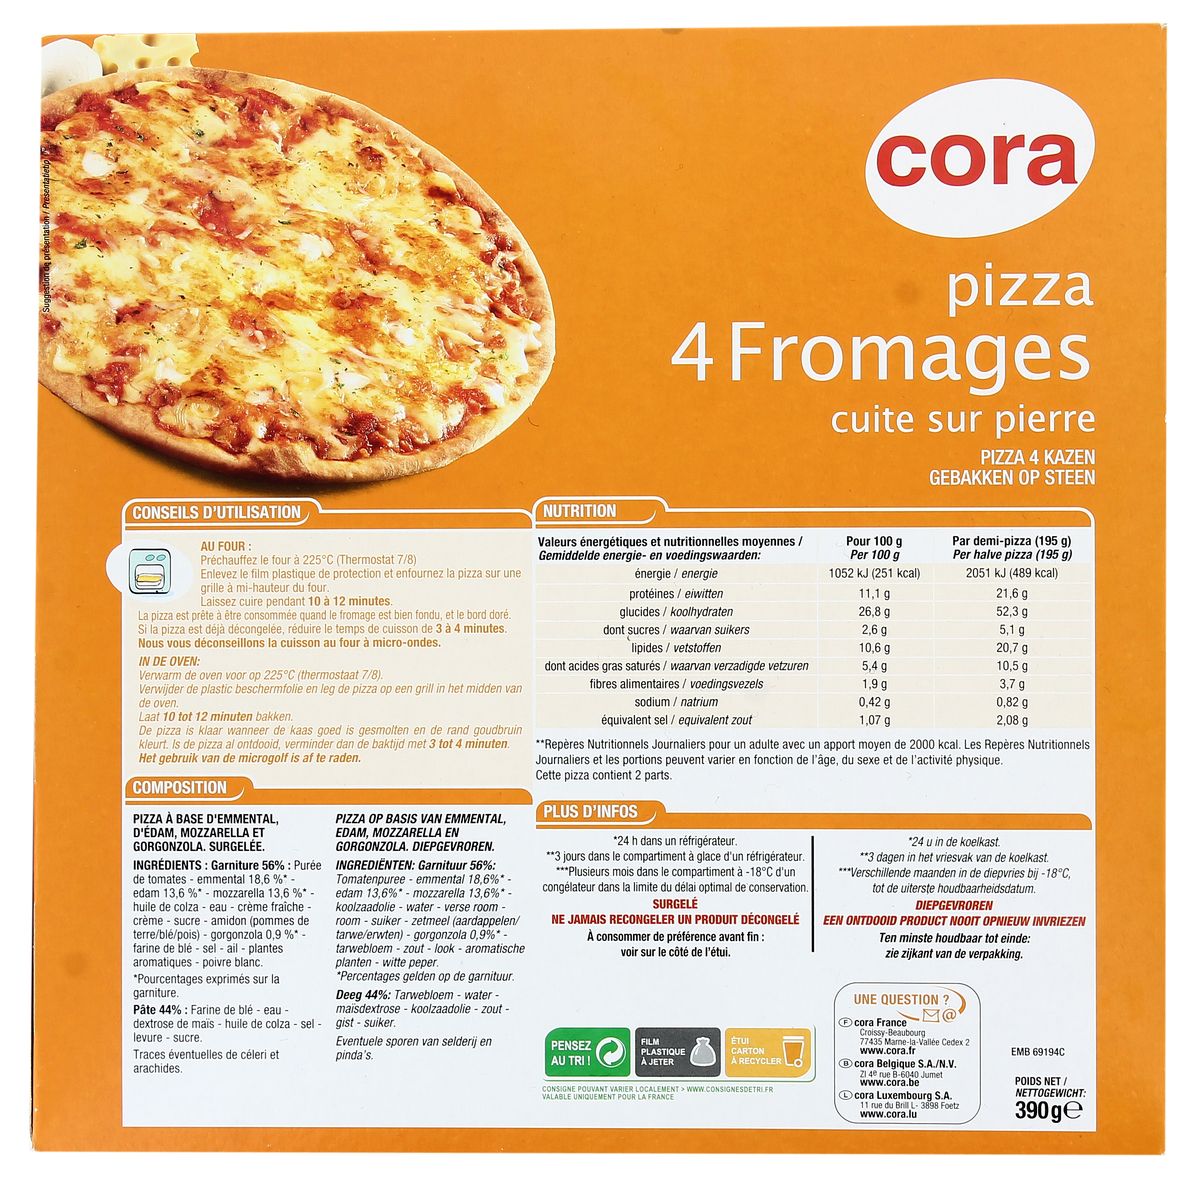 Suggestion de présentation / Presentatietip
cora
pizza
4 Fromages
cuite sur pierre
PIZZA 4 KAZEN
GEBAKKEN OP STEEN
CONSEILS D'UTILISATION
AU FOUR :
Préchauffez le four à 225°C (Thermostat 7/8)
Enlevez le film plastique de protection et enfournez la pizza sur une
grille à mi-hauteur du four.
Laissez cuire pendant 10 à 12 minutes.
La pizza est prête à être consommée quand le fromage est bien fondu, et le bord doré.
Si la pizza est déjà décongelée, réduire le temps de cuisson de 3 à 4 minutes.
Nous vous déconseillons la cuisson au four à micro-ondes.
IN DE OVEN:
Verwarm de oven voor op 225°C (thermostaat 7/8).
Verwijder de plastic beschermfolie en leg de pizza op een grill in het midden van
de oven.
Laat 10 tot 12 minuten bakken.
De pizza is klaar wanneer de kaas goed is gesmolten en de rand goudbruin
kleurt. Is de pizza al ontdooid, verminder dan de baktijd met 3 tot 4 minuten.
Het gebruik van de microgolf is af te raden.
NUTRITION
Valeurs énergétiques et nutritionnelles moyennes / Pour 100 g Par demi-pizza (195 g)
Gemiddelde energie- en voedingswaarden: Per 100 g Per halve pizza (195 g)
énergie / energie 1052 kJ (251 kcal) 2051 kJ (489 kcal)
protéines / eiwitten 11,1 g 21,6 g
glucides / koolhydraten 26,8 g 52,3 g
dont sucres / waarvan suikers 2,6 g 5,1 g
lipides / vetstoffen 10,6 g 20,7 g
dont acides gras saturés / waarvan verzadigde vetzuren 5,4 g 10,5 g
fibres alimentaires / voedingsvezels 1,9 g 3,7 g
sodium / natrium 0,42 g 0,82 g
équivalent sel / equivalent zout 1,07 g 2,08 g
**Repères Nutritionnels Journaliers pour un adulte avec un apport moyen de 2000 kcal. Les Repères Nutritionnels
Journaliers et les portions peuvent varier en fonction de l'âge, du sexe et de l'activité physique.
Cette pizza contient 2 parts.
COMPOSITION
PIZZA À BASE D'EMMENTAL,
D'ÉDAM, MOZZARELLA ET
GORGONZOLA. SURGELÉE.
INGRÉDIENTS : Garniture 56% : Purée
de tomates - emmental 18,6 %* -
edam 13,6 %* - mozzarella 13,6 %* -
huile de colza - eau - crème fraîche -
crème - sucre - amidon (pommes de
terre/blé/pois) - gorgonzola 0,9 %* -
farine de blé - sel - ail - plantes
aromatiques - poivre blanc.
*Pourcentages exprimés sur la
garniture.
Pâte 44% : Farine de blé - eau -
dextrose de maïs - huile de colza - sel -
levure - sucre.
Traces éventuelles de céleri et
arachides.
PIZZA OP BASIS VAN EMMENTAL,
EDAM, MOZZARELLA EN
GORGONZOLA. DIEPGEVROREN.
INGREDIËNTEN: Garnituur 56%:
Tomatenpuree - emmental 18,6%* -
edam 13,6%* - mozzarella 13,6%* -
koolzaadolie - water - verse room -
room - suiker - zetmeel (aardappelen/
tarwe/erwten) - gorgonzola 0,9%* -
tarwebloem - zout - look - aromatische
planten - witte peper.
*Percentages gelden op de garnituur.
Deeg 44%: Tarwebloem - water -
maïsdextrose - koolzaadolie - zout -
gist - suiker.
Eventuele sporen van selderij en
pinda's.
PLUS D'INFOS
*24 h dans un réfrigérateur.
**3 jours dans le compartiment à glace d'un réfrigérateur.
***Plusieurs mois dans le compartiment à -18°C d'un
congélateur dans la limite du délai optimal de conservation.
SURGELÉ
NE JAMAIS RECONGELER UN PRODUIT DÉCONGELÉ
À consommer de préférence avant fin :
voir sur le côté de l'étui.
*24 u in de koelkast.
**3 dagen in het vriesvak van de koelkast.
***Verschillende maanden in de diepvries bij -18°C,
tot de uiterste houdbaarheidsdatum.
DIEPGEVROREN
EEN ONTDOOID PRODUCT NOOIT OPNIEUW INVRIEZEN
Ten minste houdbaar tot einde:
zie zijkant van de verpakking.
PENSEZ
AU TRI !
FILM
PLASTIQUE
À JETER
ÉTUI
CARTON
À RECYCLER
CONSIGNE POUVANT VARIER LOCALEMENT > WWW.CONSIGNESDETRI.FR
VALABLE UNIQUEMENT POUR LA FRANCE
UNE QUESTION ?
@
F cora France
Croissy-Beaubourg
77435 Marne-la-Vallée Cedex 2
www.cora.fr
B cora Belgique S.A./N.V.
ZI 4e rue B-6040 Jumet
www.cora.be
L cora Luxembourg S.A.
11 rue du Brill L- 3898 Foetz
www.cora.lu
EMB 69194C
POIDS NET /
NETTOGEWICHT:
390 g e